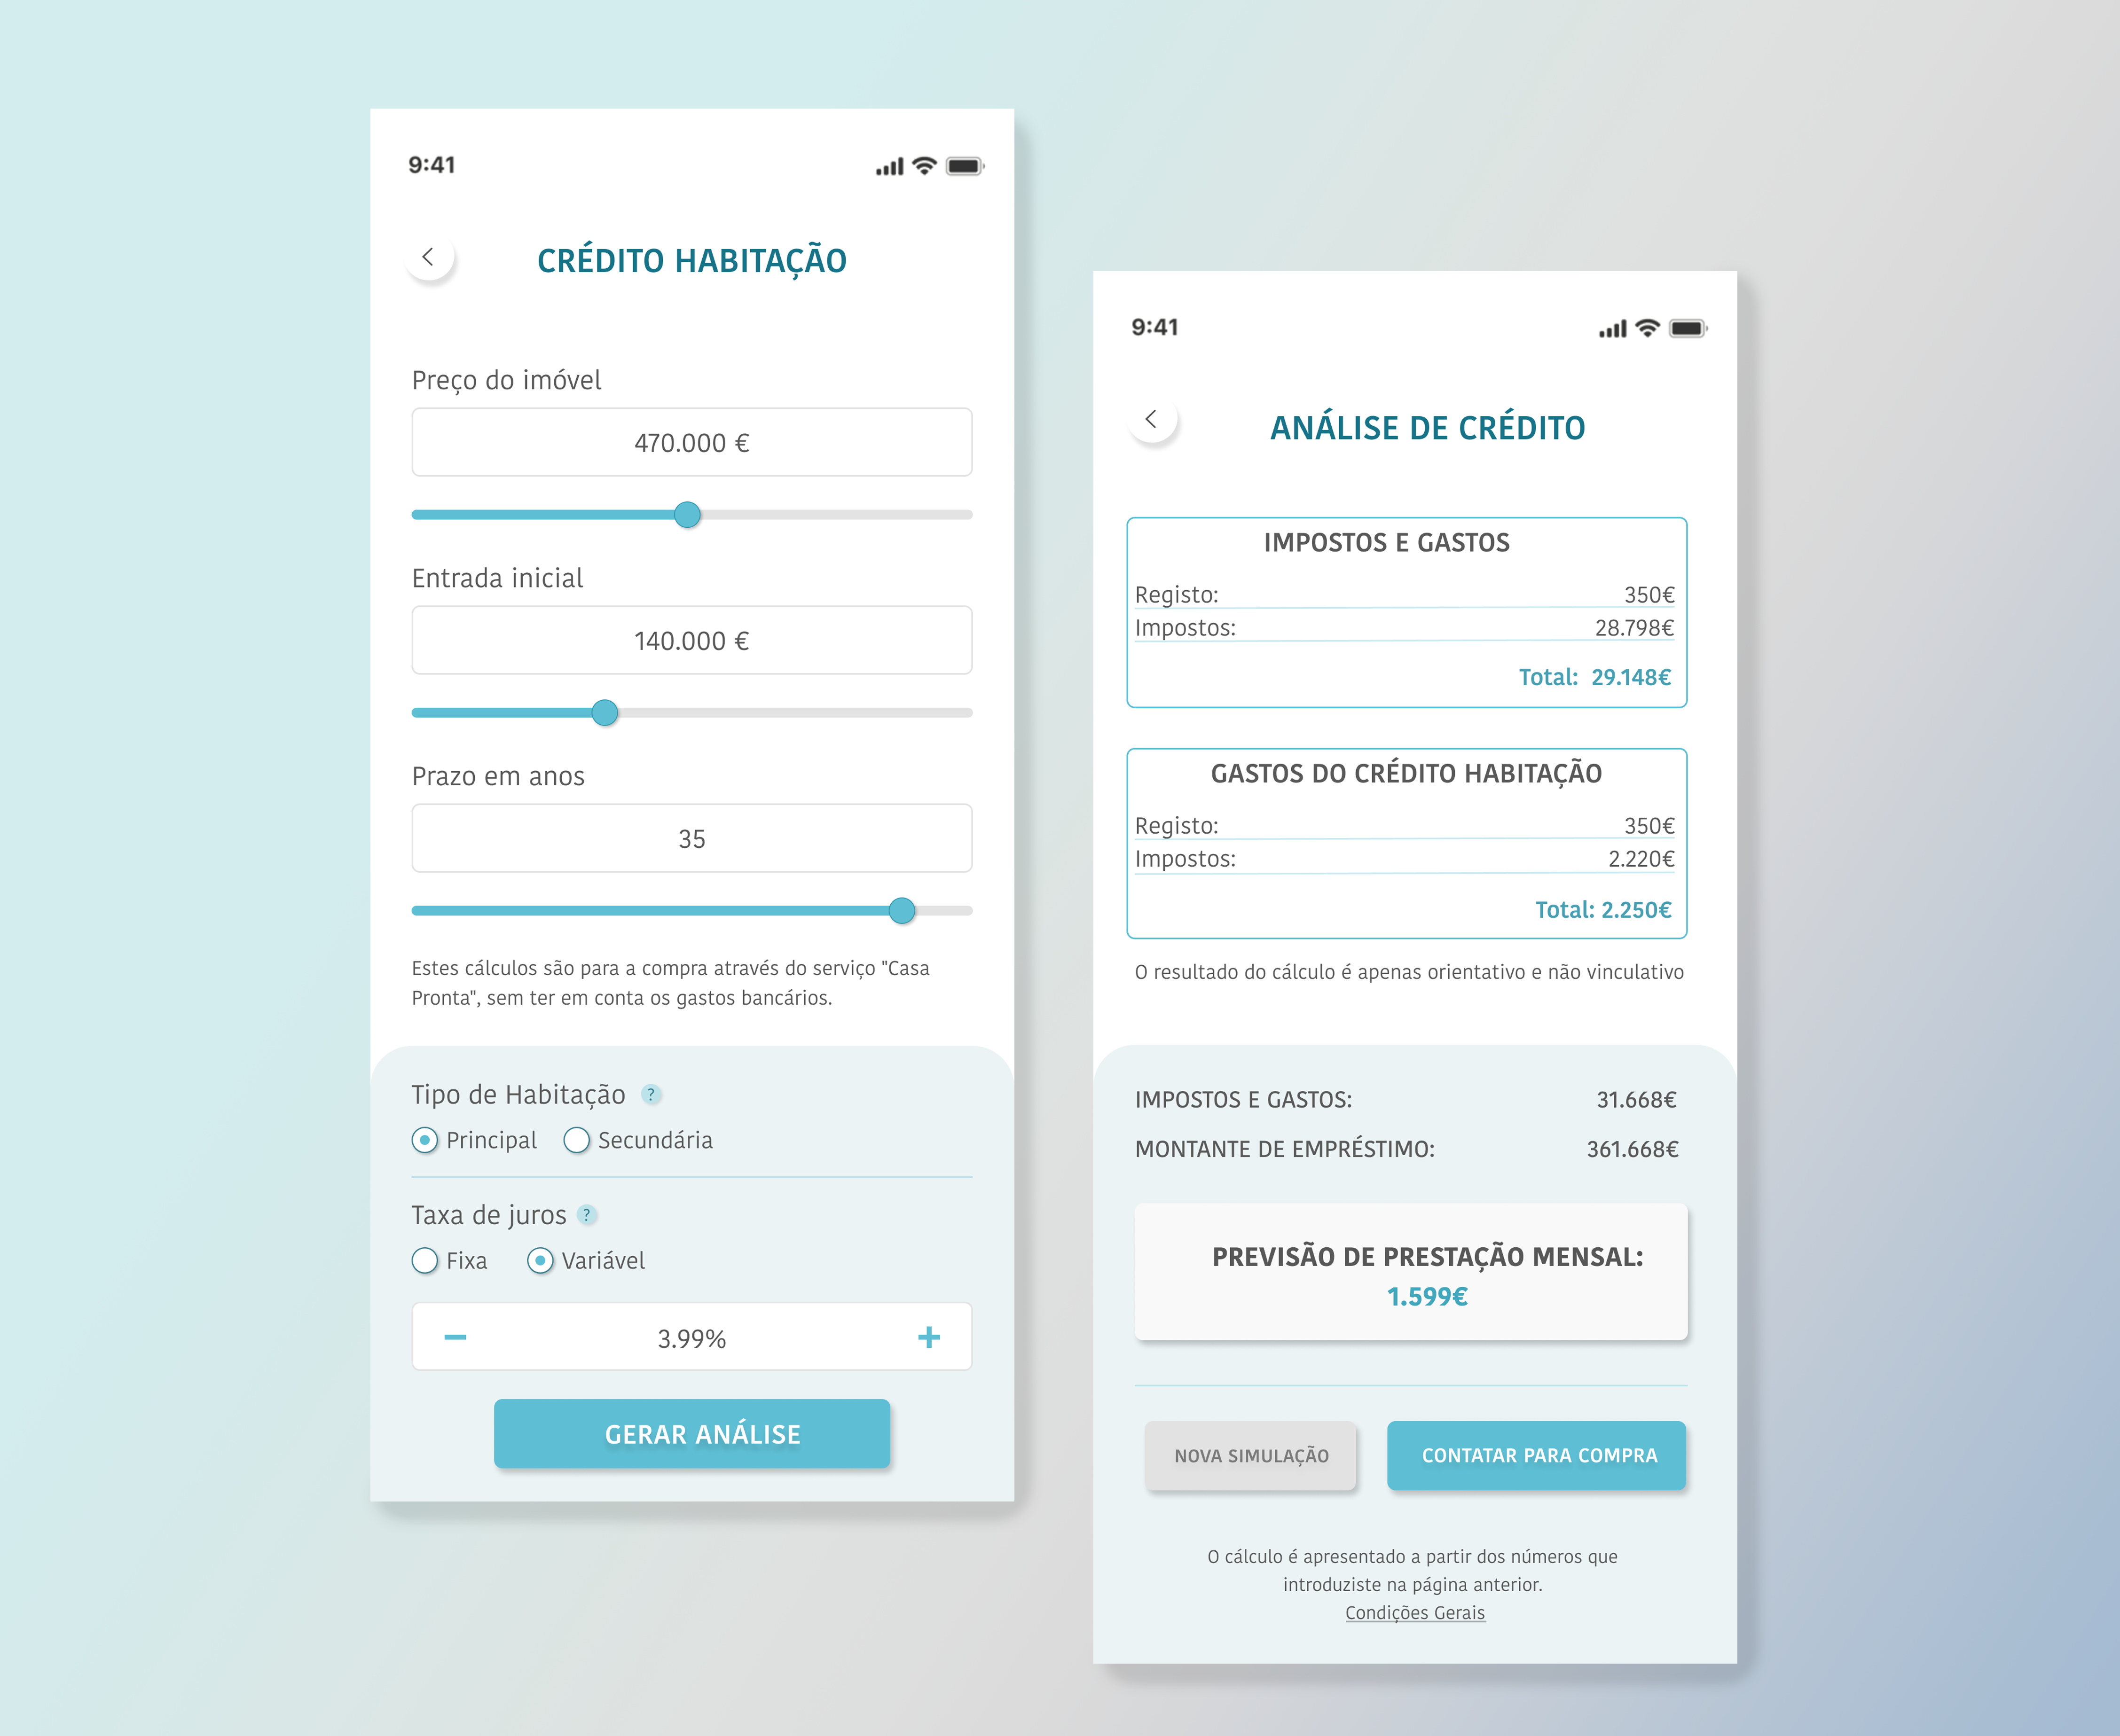 9:41
CRÉDITO HABITAÇÃO
Preço do imóvel
470.000 €
Entrada inicial
140.000 €
Prazo em anos
35
Estes cálculos são para a compra através do serviço "Casa
Pronta", sem ter em conta os gastos bancários.
Tipo de Habitação ?
Principal Secundária
Taxa de juros ?
Fixa Variável
− 3.99% +
GERAR ANÁLISE
9:41
ANÁLISE DE CRÉDITO
IMPOSTOS E GASTOS
Registo: 350€
Impostos: 28.798€
Total: 29.148€
GASTOS DO CRÉDITO HABITAÇÃO
Registo: 350€
Impostos: 2.220€
Total: 2.250€
O resultado do cálculo é apenas orientativo e não vinculativo
IMPOSTOS E GASTOS: 31.668€
MONTANTE DE EMPRÉSTIMO: 361.668€
PREVISÃO DE PRESTAÇÃO MENSAL:
1.599€
NOVA SIMULAÇÃO CONTATAR PARA COMPRA
O cálculo é apresentado a partir dos números que
introduziste na página anterior.
Condições Gerais